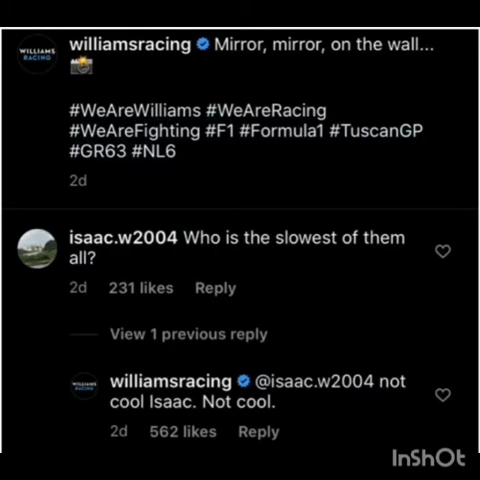 WILLIAMS
RACING
williamsracing Mirror, mirror, on the wall...
#WeAreWilliams #WeAreRacing
#WeAreFighting #F1 #Formula1 #TuscanGP
#GR63 #NL6
2d
isaac.w2004 Who is the slowest of them
all?
2d 231 likes Reply
View 1 previous reply
WILLIAMS
RACING
williamsracing @isaac.w2004 not
cool Isaac. Not cool.
2d 562 likes Reply
InShOt